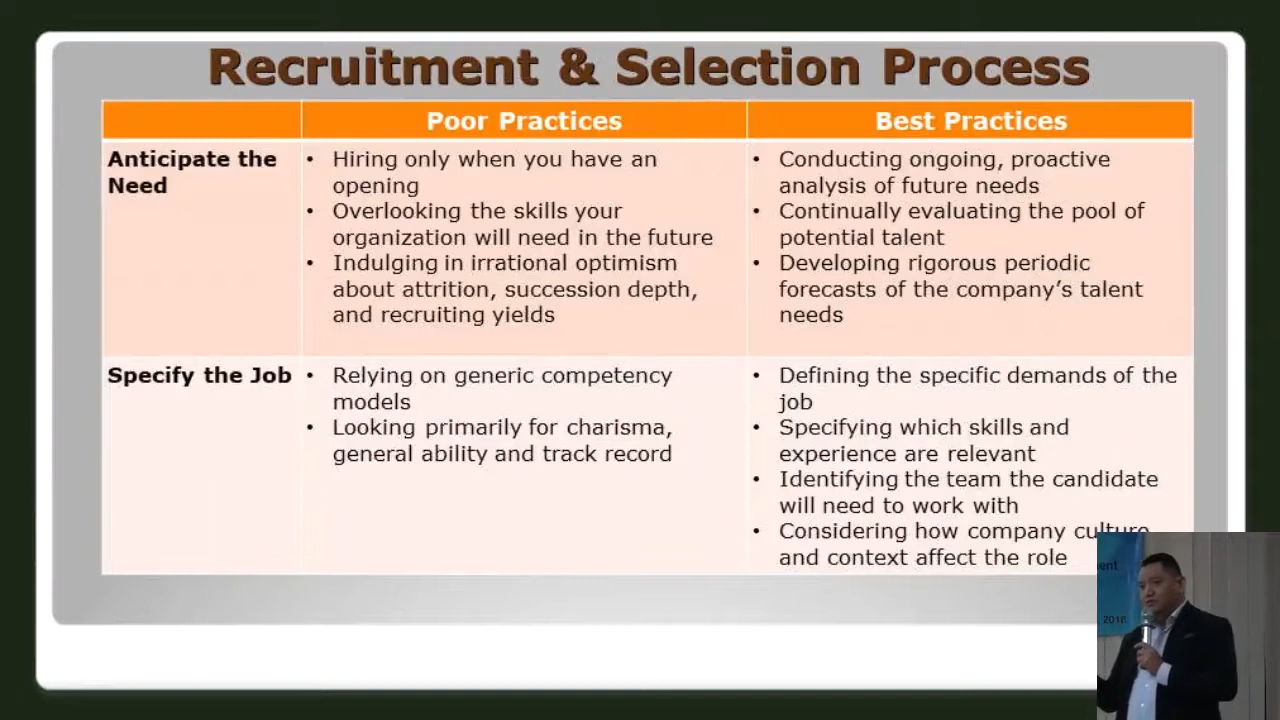 Recruitment & Selection Process
Poor Practices
Best Practices
Anticipate the
Need
• Hiring only when you have an
opening
• Overlooking the skills your
organization will need in the future
• Indulging in irrational optimism
about attrition, succession depth,
and recruiting yields
• Conducting ongoing, proactive
analysis of future needs
• Continually evaluating the pool of
potential talent
• Developing rigorous periodic
forecasts of the company's talent
needs
Specify the Job
• Relying on generic competency
models
• Looking primarily for charisma,
general ability and track record
• Defining the specific demands of the
job
• Specifying which skills and
experience are relevant
• Identifying the team the candidate
will need to work with
• Considering how company culture
and context affect the role
2018